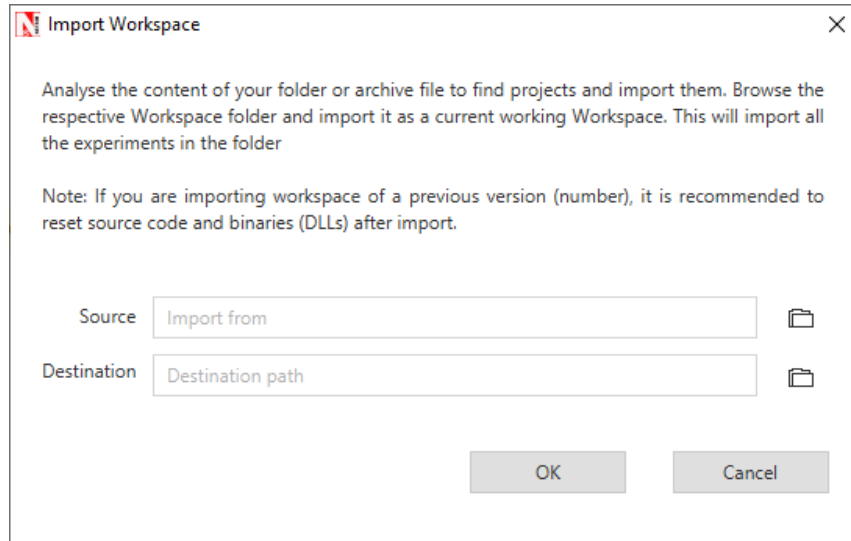 Import Workspace
Analyse the content of your folder or archive file to find projects and import them. Browse the
respective Workspace folder and import it as a current working Workspace. This will import all
the experiments in the folder
Note: If you are importing workspace of a previous version (number), it is recommended to
reset source code and binaries (DLLs) after import.
Source
Import from
Destination
Destination path
OK
Cancel